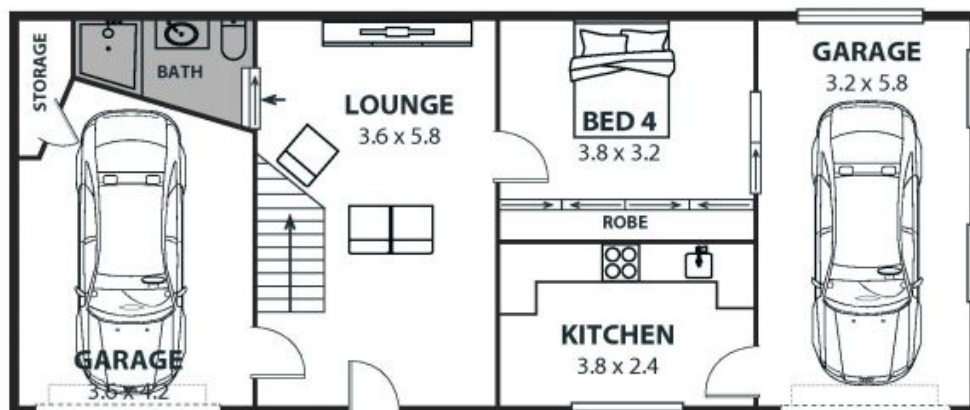 STORAGE
BATH
LOUNGE
3.6 x 5.8
BED 4
3.8 x 3.2
ROBE
GARAGE
3.2 x 5.8
KITCHEN
3.8 x 2.4
GARAGE
3.6 x 4.2